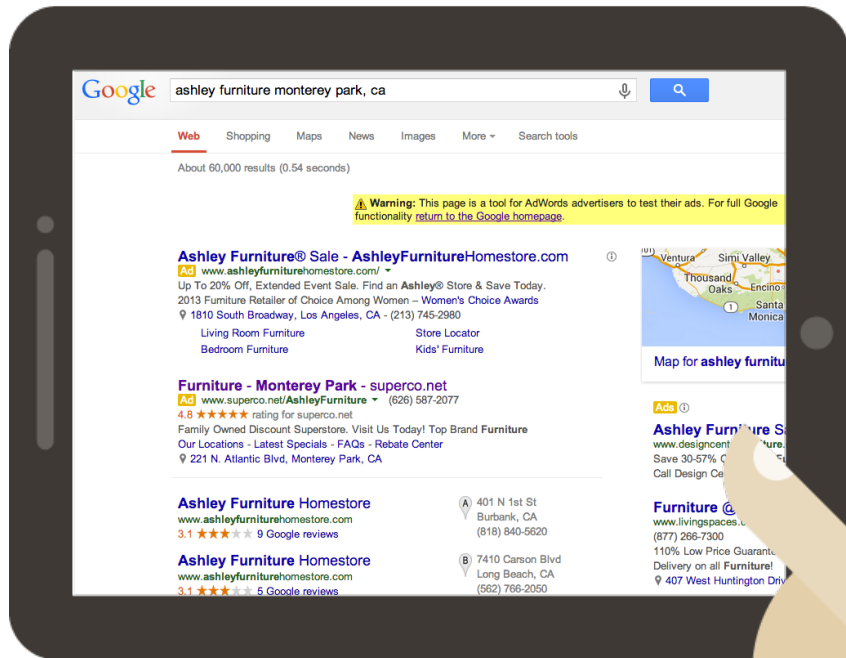 Google
ashley furniture monterey park, ca
Web Shopping Maps News Images More Search tools
About 60,000 results (0.54 seconds)
Warning: This page is a tool for AdWords advertisers to test their ads. For full Google
functionality return to the Google homepage.
Ashley Furniture® Sale - AshleyFurnitureHomestore.com
Ad www.ashleyfurniturehomestore.com/
Up To 20% Off, Extended Event Sale. Find an Ashley® Store & Save Today.
2013 Furniture Retailer of Choice Among Women – Women's Choice Awards
1810 South Broadway, Los Angeles, CA - (213) 745-2980
Living Room Furniture Store Locator
Bedroom Furniture Kids' Furniture
Furniture - Monterey Park - superco.net
Ad www.superco.net/AshleyFurniture (626) 587-2077
4.8 ★★★★★ rating for superco.net
Family Owned Discount Superstore. Visit Us Today! Top Brand Furniture
Our Locations - Latest Specials - FAQs - Rebate Center
221 N. Atlantic Blvd, Monterey Park, CA
Ashley Furniture Homestore
www.ashleyfurniturehomestore.com
3.1 ★★★★★ 9 Google reviews
A 401 N 1st St
Burbank, CA
(818) 840-5620
Ashley Furniture Homestore
www.ashleyfurniturehomestore.com
3.1 ★★★★★ 5 Google reviews
B 7410 Carson Blvd
Long Beach, CA
(562) 766-2050
101
Ventura
Simi Valley
Thousand
Oaks
Encino
1
Santa
Monica
Map for ashley furnitu
Ads
Ashley Furniture Sa
www.designcent
Save 30-57%
Call Design Ce
Furniture @
www.livingspaces.c
(877) 266-7300
110% Low Price Guarante
Delivery on all Furniture!
407 West Huntington Driv